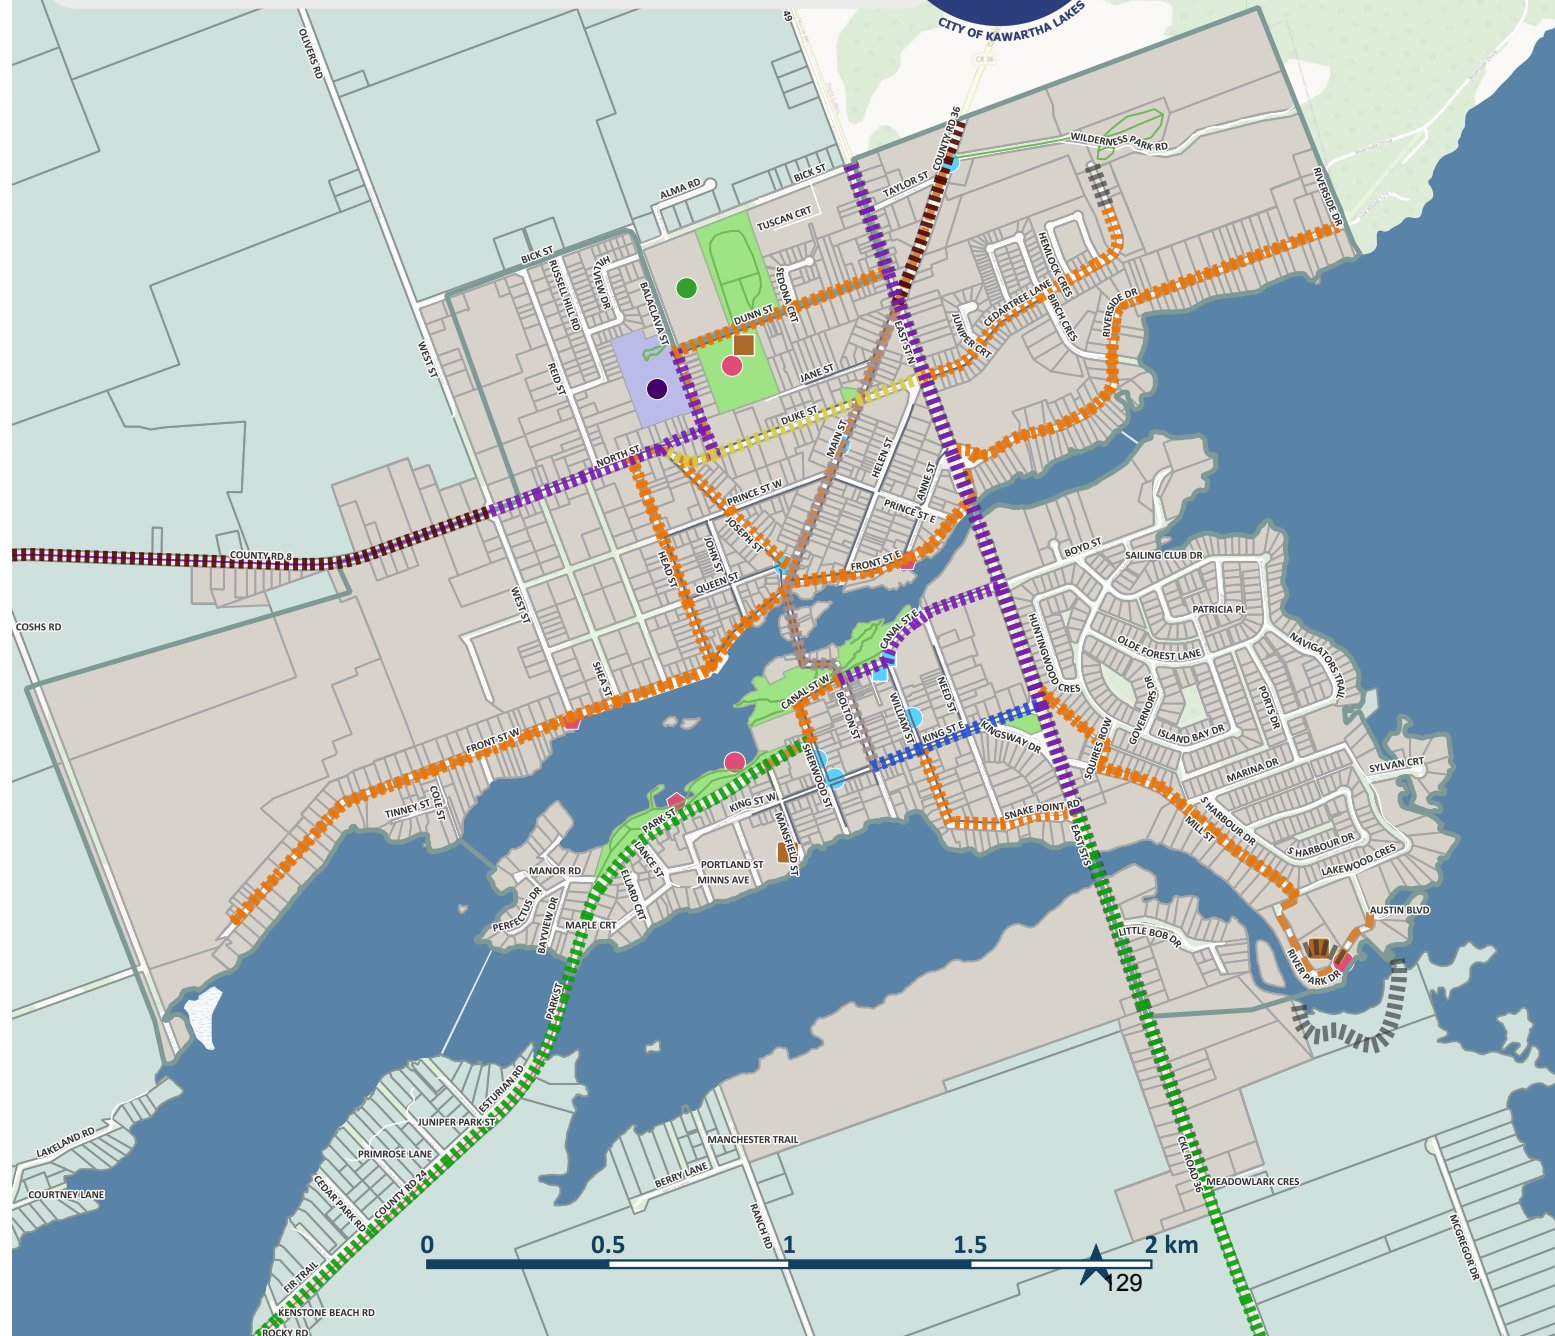 CITY OF KAWARTHA LAKES
49
OLIVERS RD
CR 36
COUNTY RD 36
WILDERNESS PARK RD
BICK ST
TAYLOR ST
ALMA RD
TUSCAN CRT
RIVERSIDE DR
BICK ST
HILL
VIEW DR
RUSSELL HILL RD
BALACLAVA ST
SEDONA CRT
HEMLOCK CRES
CEDARTREE LANE
BIRCH CRES
RIVERSIDE DR
DUNN ST
EAST ST N
JUNIPER CRT
WEST ST
REID ST
JANE ST
DUKE ST
MAIN ST
HELEN ST
ANNE ST
NORTH ST
PRINCE ST W
PRINCE ST E
JOSEPH ST
JOHN ST
HEAD ST
QUEEN ST
FRONT ST E
COUNTY RD 8
BOYD ST
SAILING CLUB DR
WEST ST
COSHS RD
PATRICIA PL
CANAL ST E
HUNTINGWOOD CRES
OLDE FOREST LANE
NAVIGATORS TRAIL
SHEA ST
CANAL ST W
BOLTON ST
WILLIAM ST
NEED ST
GOVERNORS DR
PORTS DR
FRONT ST W
KING ST E
KINGSWAY DR
ISLAND BAY DR
SQUIRES ROW
SHERWOOD ST
MARINA DR
SYLVAN CRT
TINNEY ST
COLE ST
KING ST W
PARK ST
SNAKE POINT RD
S HARBOUR DR
MILL ST
EAST ST S
MANSFIELD ST
S HARBOUR DR
LAKEWOOD CRES
LANCE ST
PORTLAND ST
MINNS AVE
MANOR RD
ELLARD CRT
PERFECTUS DR
BAYVIEW DR
MAPLE CRT
AUSTIN BLVD
LITTLE BOB DR
RIVER PARK DR
PARK ST
ESTURIAN RD
JUNIPER PARK ST
PRIMROSE LANE
MANCHESTER TRAIL
LAKELAND RD
COURTNEY LANE
CEDAR PARK RD
COUNTY RD 24
BERRY LANE
CKL ROAD 36
MEADOWLARK CRES
RANCH RD
MCGREGOR DR
0 0.5 1 1.5 2 km
129
FIR TRAIL
KENSTONE BEACH RD
ROCKY RD